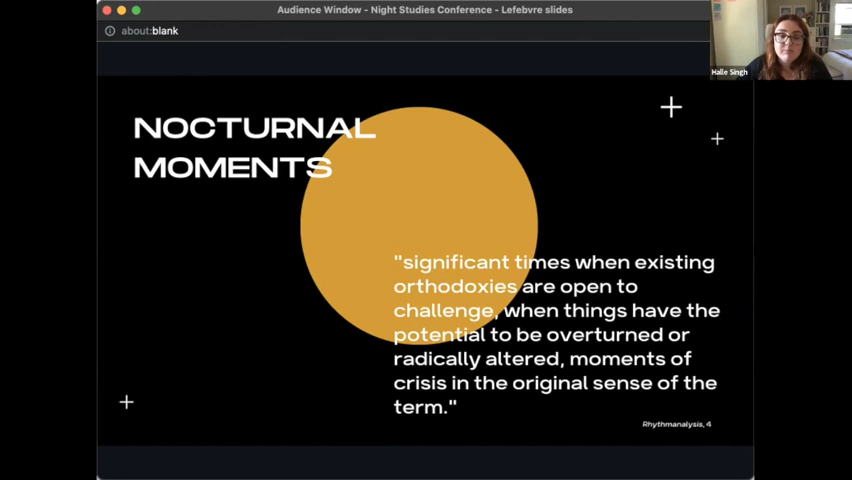 Audience Window - Night Studies Conference - Lefebvre slides
about:blank
Halle Singh
NOCTURNAL
MOMENTS
"significant times when existing
orthodoxies are open to
challenge, when things have the
potential to be overturned or
radically altered, moments of
crisis in the original sense of the
term."
Rhythmanalysis, 4